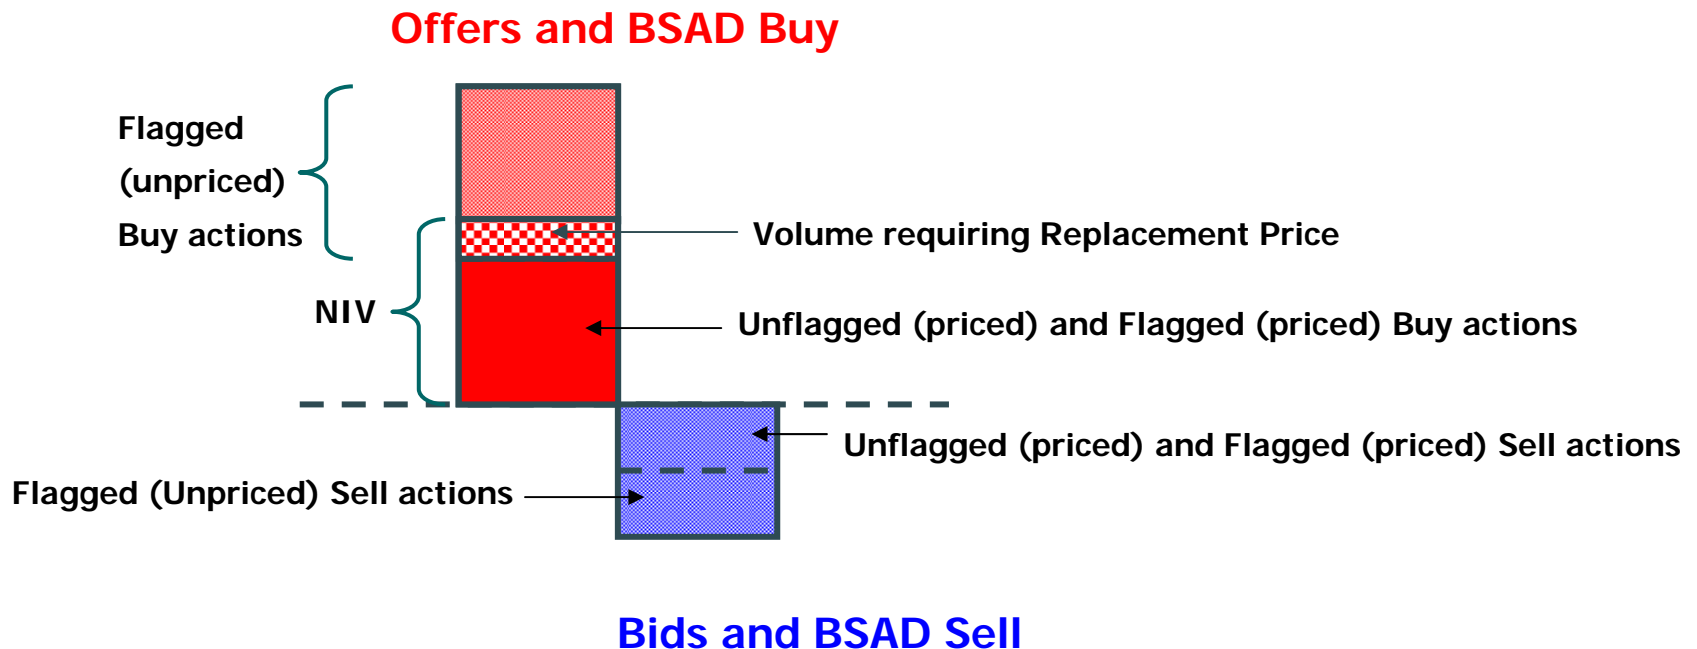 Offers and BSAD Buy
Flagged
(unpriced)
Buy actions
Volume requiring Replacement Price
NIV
Unflagged (priced) and Flagged (priced) Buy actions
Unflagged (priced) and Flagged (priced) Sell actions
Flagged (Unpriced) Sell actions
Bids and BSAD Sell